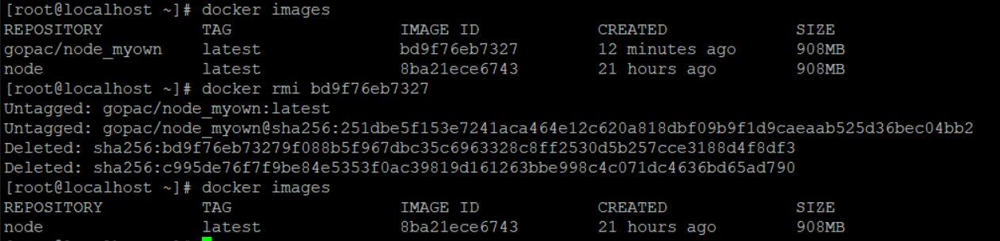 [root@localhost ~]# docker images
REPOSITORY TAG IMAGE ID CREATED SIZE
gopac/node_myown latest bd9f76eb7327 12 minutes ago 908MB
node latest 8ba21ece6743 21 hours ago 908MB
[root@localhost ~]# docker rmi bd9f76eb7327
Untagged: gopac/node_myown:latest
Untagged: gopac/node_myown@sha256:251dbe5f153e7241aca464e12c620a818dbf09b9f1d9caeaab525d36bec04bb2
Deleted: sha256:bd9f76eb73279f088b5f967dbc35c6963328c8ff2530d5b257cce3188d4f8df3
Deleted: sha256:c995de76f7f9be84e5353f0ac39819d161263bbe998c4c071dc4636bd65ad790
[root@localhost ~]# docker images
REPOSITORY TAG IMAGE ID CREATED SIZE
node latest 8ba21ece6743 21 hours ago 908MB